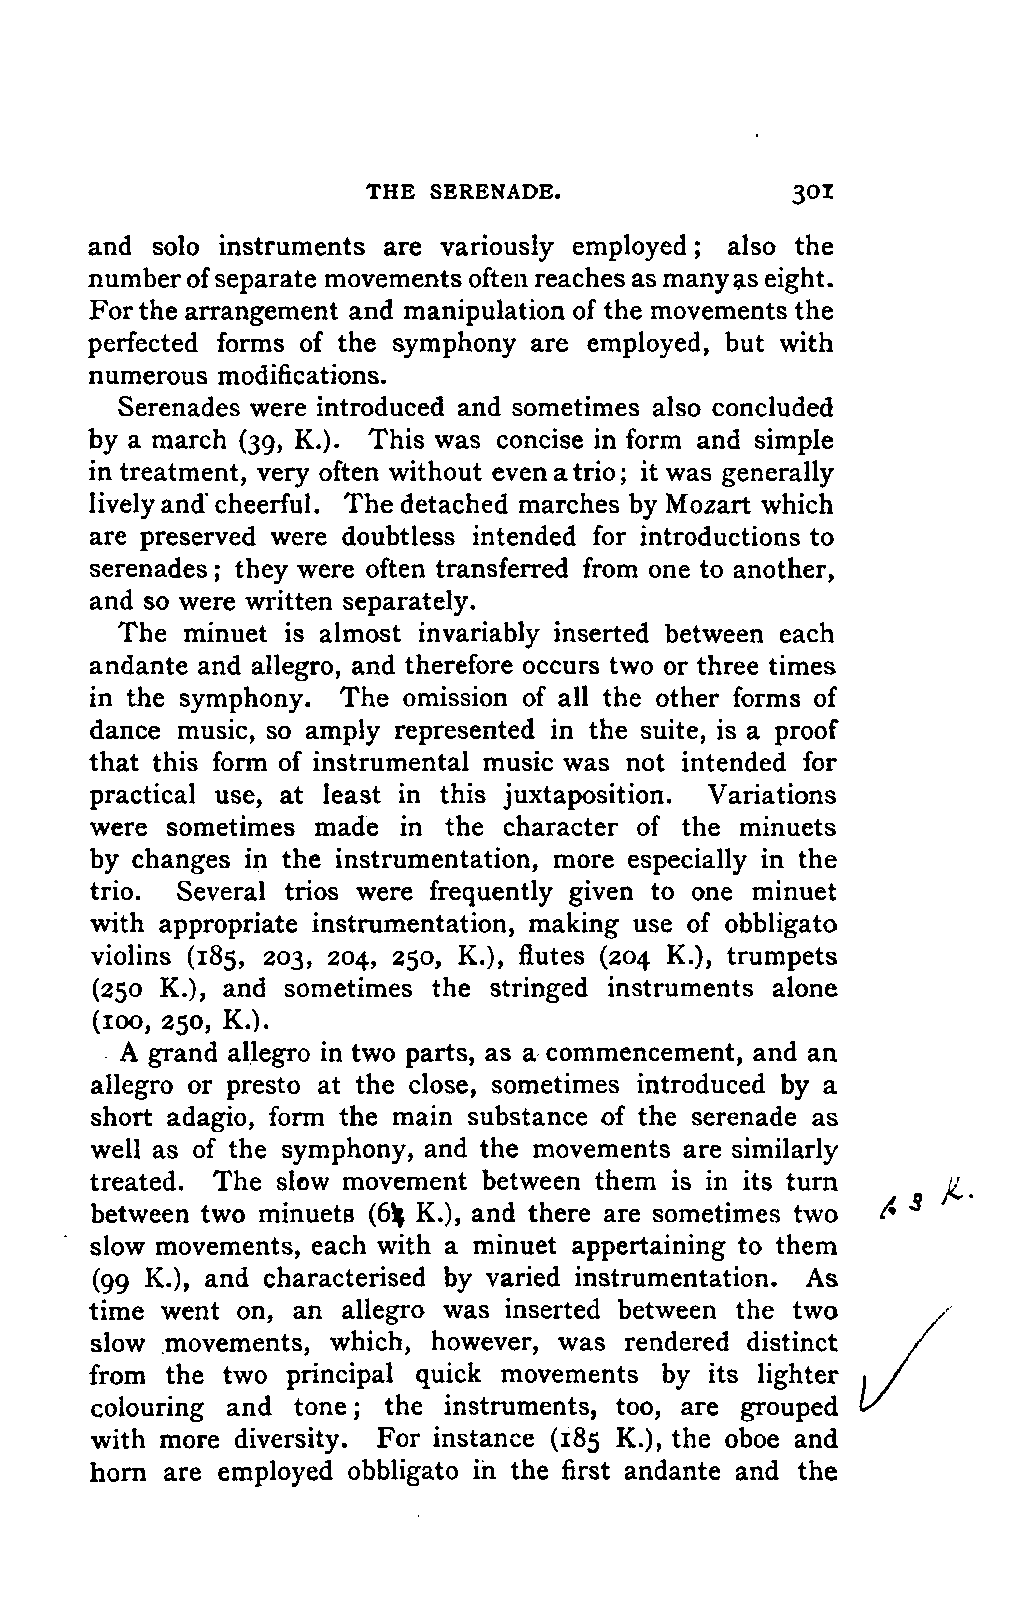 THE SERENADE. 301
and solo instruments are variously employed; also the
number of separate movements often reaches as many as eight.
For the arrangement and manipulation of the movements the
perfected forms of the symphony are employed, but with
numerous modifications.
Serenades were introduced and sometimes also concluded
by a march (39, K.). This was concise in form and simple
in treatment, very often without even a trio; it was generally
lively and cheerful. The detached marches by Mozart which
are preserved were doubtless intended for introductions to
serenades; they were often transferred from one to another,
and so were written separately.
The minuet is almost invariably inserted between each
andante and allegro, and therefore occurs two or three times
in the symphony. The omission of all the other forms of
dance music, so amply represented in the suite, is a proof
that this form of instrumental music was not intended for
practical use, at least in this juxtaposition. Variations
were sometimes made in the character of the minuets
by changes in the instrumentation, more especially in the
trio. Several trios were frequently given to one minuet
with appropriate instrumentation, making use of obbligato
violins (185, 203, 204, 250, K.), flutes (204 K.), trumpets
(250 K.), and sometimes the stringed instruments alone
(100, 250, K.).
A grand allegro in two parts, as a commencement, and an
allegro or presto at the close, sometimes introduced by a
short adagio, form the main substance of the serenade as
well as of the symphony, and the movements are similarly
treated. The slow movement between them is in its turn
between two minuets (6 K.), and there are sometimes two
3 K.
slow movements, each with a minuet appertaining to them
(99 K.), and characterised by varied instrumentation. As
time went on, an allegro was inserted between the two
slow movements, which, however, was rendered distinct
from the two principal quick movements by its lighter
colouring and tone; the instruments, too, are grouped
with more diversity. For instance (185 K.), the oboe and
horn are employed obbligato in the first andante and the